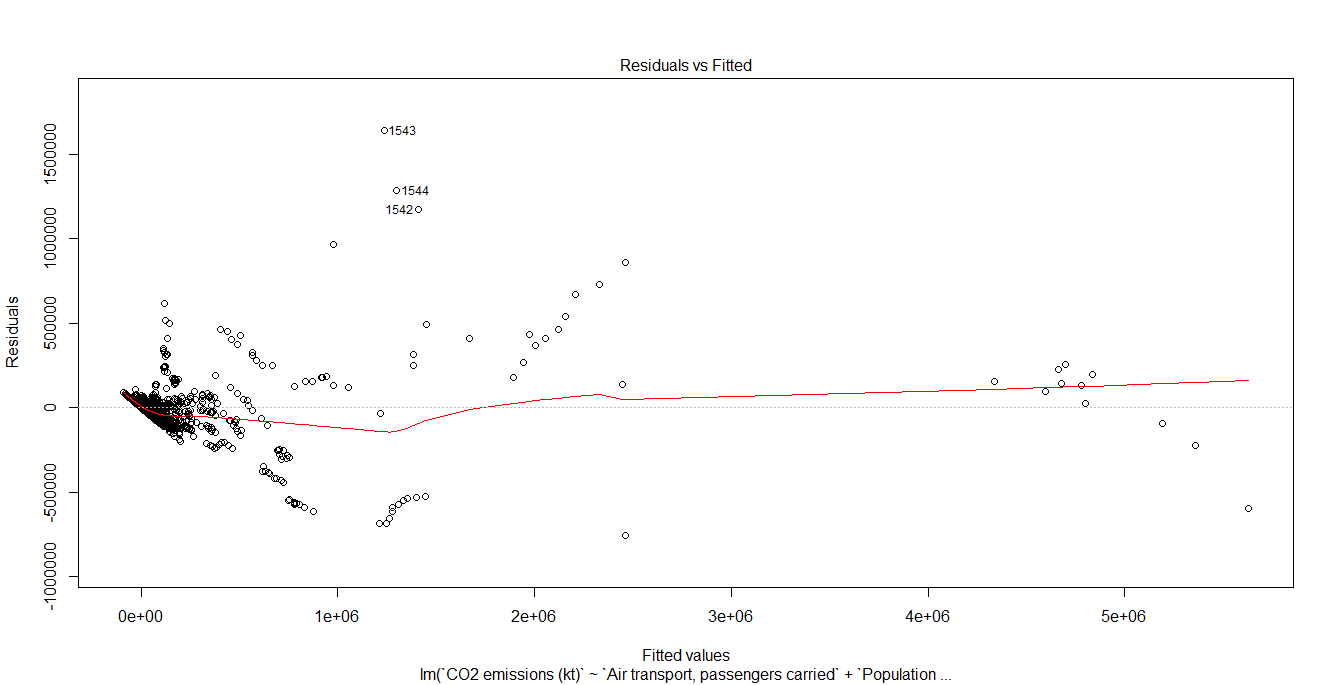 Residuals vs Fitted
1543
1544
1542
Residuals
-1000000 -500000 0 500000 1000000 1500000
0e+00 1e+06 2e+06 3e+06 4e+06 5e+06
Fitted values
lm(`CO2 emissions (kt)` ~ `Air transport, passengers carried` + `Population ...